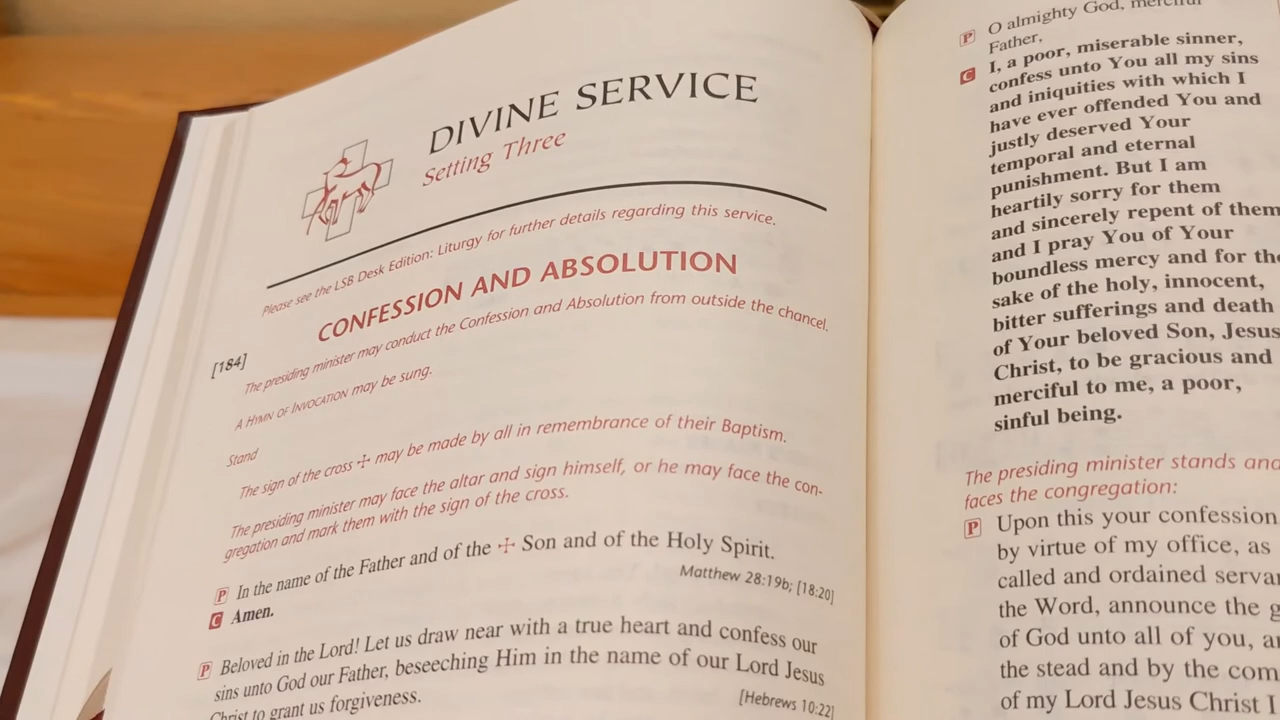 DIVINE SERVICE
Setting Three
Please see the LSB Desk Edition: Liturgy for further details regarding this service.
CONFESSION AND ABSOLUTION
[184]
The presiding minister may conduct the Confession and Absolution from outside the chancel.
A HYMN OF INVOCATION may be sung.
Stand
The sign of the cross ☩ may be made by all in remembrance of their Baptism.
The presiding minister may face the altar and sign himself, or he may face the con-
gregation and mark them with the sign of the cross.
P In the name of the Father and of the ☩ Son and of the Holy Spirit.
Matthew 28:19b; [18:20]
C Amen.
P Beloved in the Lord! Let us draw near with a true heart and confess our
sins unto God our Father, beseeching Him in the name of our Lord Jesus
Christ to grant us forgiveness.
[Hebrews 10:22]
P O almighty God, merciful
Father,
C I, a poor, miserable sinner,
confess unto You all my sins
and iniquities with which I
have ever offended You and
justly deserved Your
temporal and eternal
punishment. But I am
heartily sorry for them
and sincerely repent of them
and I pray You of Your
boundless mercy and for the
sake of the holy, innocent,
bitter sufferings and death
of Your beloved Son, Jesus
Christ, to be gracious and
merciful to me, a poor,
sinful being.
The presiding minister stands and
faces the congregation:
P Upon this your confession
by virtue of my office, as
called and ordained
the Word, announce the
of God unto all of you,
the stead and by the
of my Lord Jesus Christ I